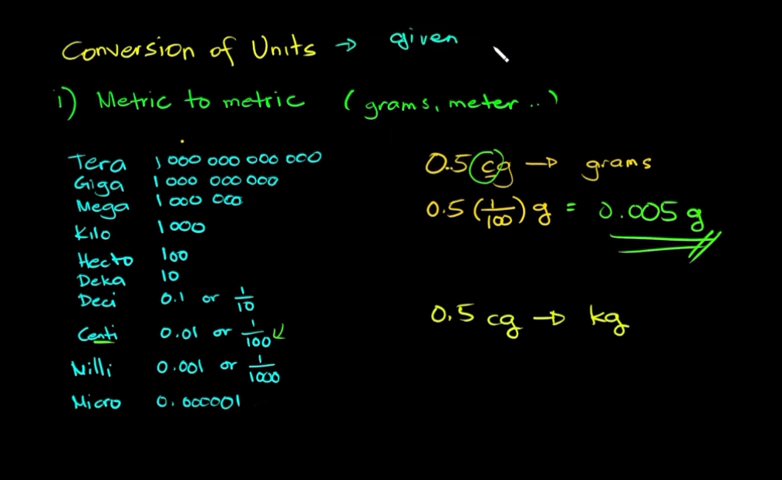 Conversion of Units → given
1) Metric to metric (grams, meter..)
Tera 1 000 000 000 000
Giga 1 000 000 000
Mega 1 000 000
Kilo 1000
Hecto 100
Deka 10
Deci 0.1 or 1/10
Centi 0.01 or 1/100
Milli 0.001 or 1/1000
Micro 0.000001
0.5 cg → grams
0.5 (1/100) g = 0.005 g
0.5 cg → kg